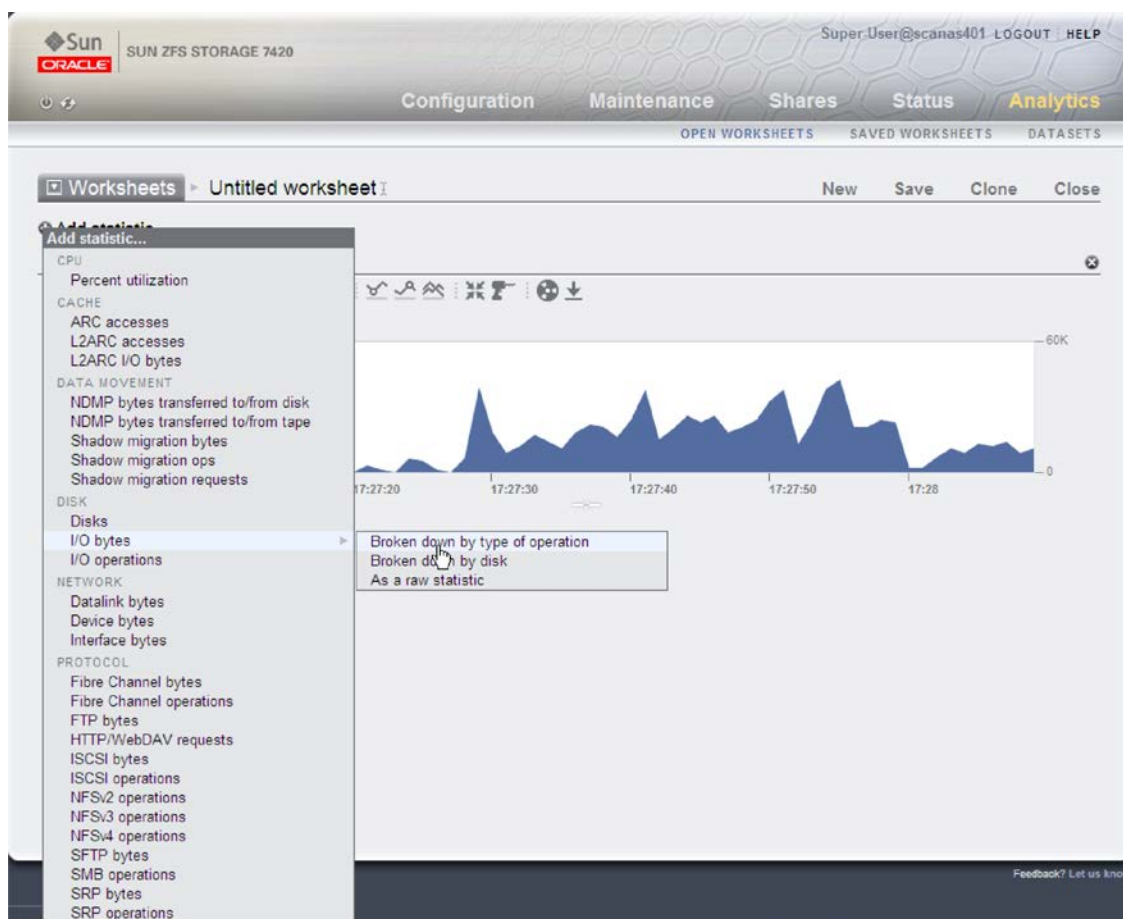 Sun
ORACLE
SUN ZFS STORAGE 7420
Super-User@scanas401 LOGOUT HELP
Configuration Maintenance Shares Status Analytics
OPEN WORKSHEETS SAVED WORKSHEETS DATASETS
Worksheets Untitled worksheet
New Save Clone Close
Add statistic
Add statistic...
CPU
Percent utilization
CACHE
ARC accesses
L2ARC accesses
L2ARC I/O bytes
DATA MOVEMENT
NDMP bytes transferred to/from disk
NDMP bytes transferred to/from tape
Shadow migration bytes
Shadow migration ops
Shadow migration requests
DISK
Disks
I/O bytes
I/O operations
NETWORK
Datalink bytes
Device bytes
Interface bytes
PROTOCOL
Fibre Channel bytes
Fibre Channel operations
FTP bytes
HTTP/WebDAV requests
ISCSI bytes
ISCSI operations
NFSv2 operations
NFSv3 operations
NFSv4 operations
SFTP bytes
SMB operations
SRP bytes
SRP operations
Broken down by type of operation
Broken down by disk
As a raw statistic
60K
0
17:27:20 17:27:30 17:27:40 17:27:50 17:28
Feedback? Let us kno